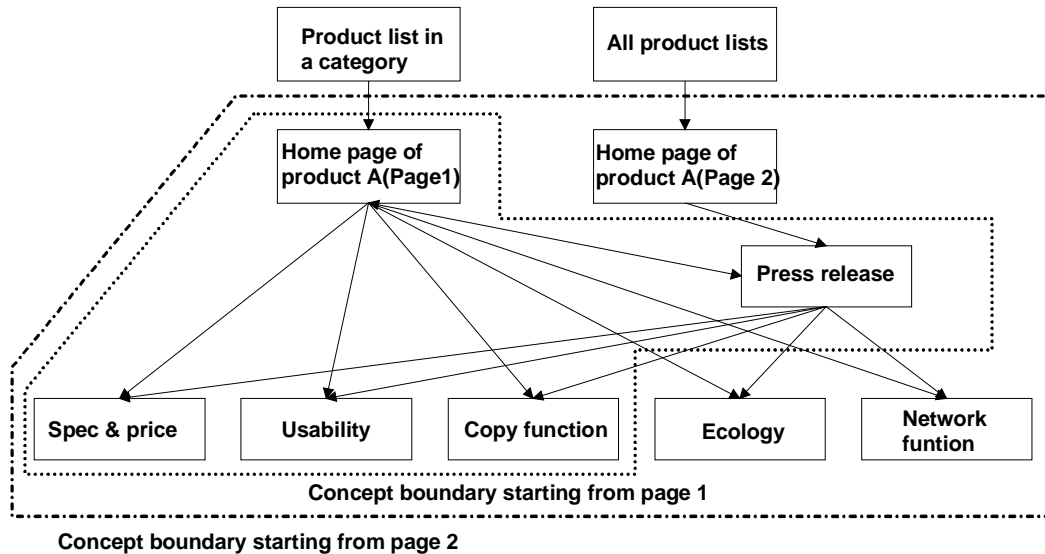 Product list in
a category
All product lists
Home page of
product A(Page1)
Home page of
product A(Page 2)
Press release
Spec & price
Usability
Copy function
Ecology
Network
funtion
Concept boundary starting from page 1
Concept boundary starting from page 2